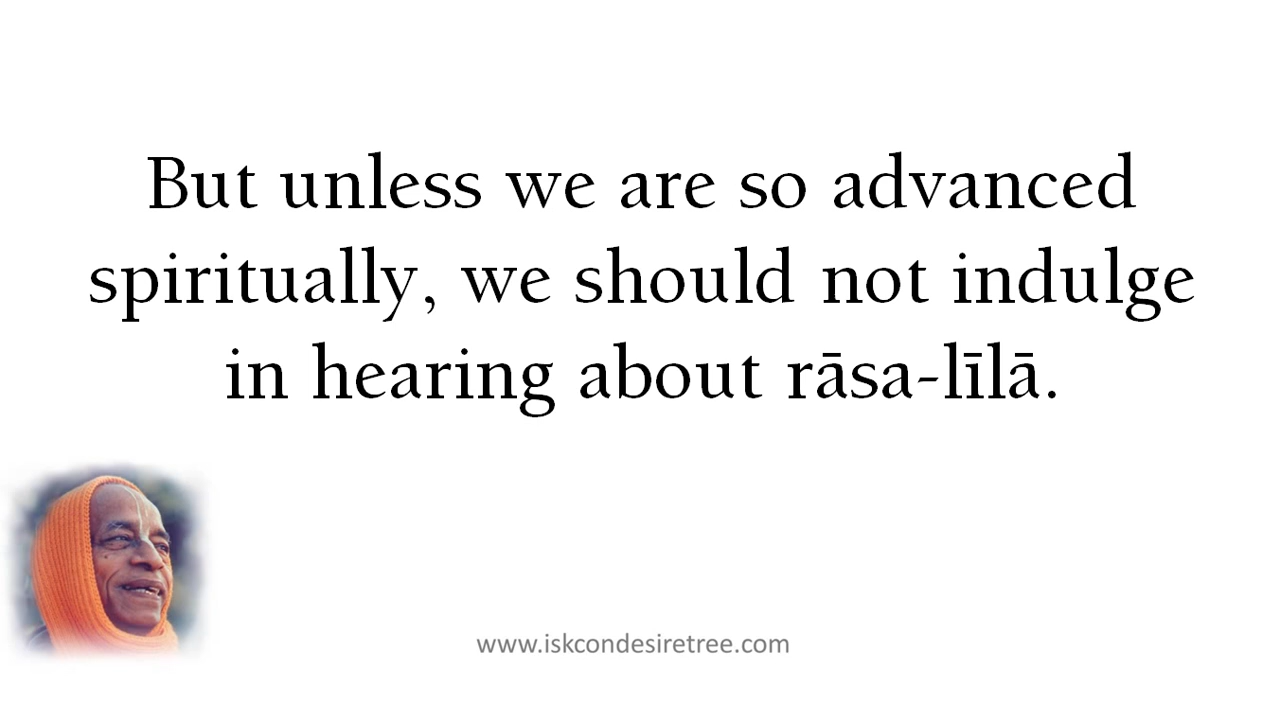 But unless we are so advanced
spiritually, we should not indulge
in hearing about rāsa-līlā.
www.iskcondesiretree.com